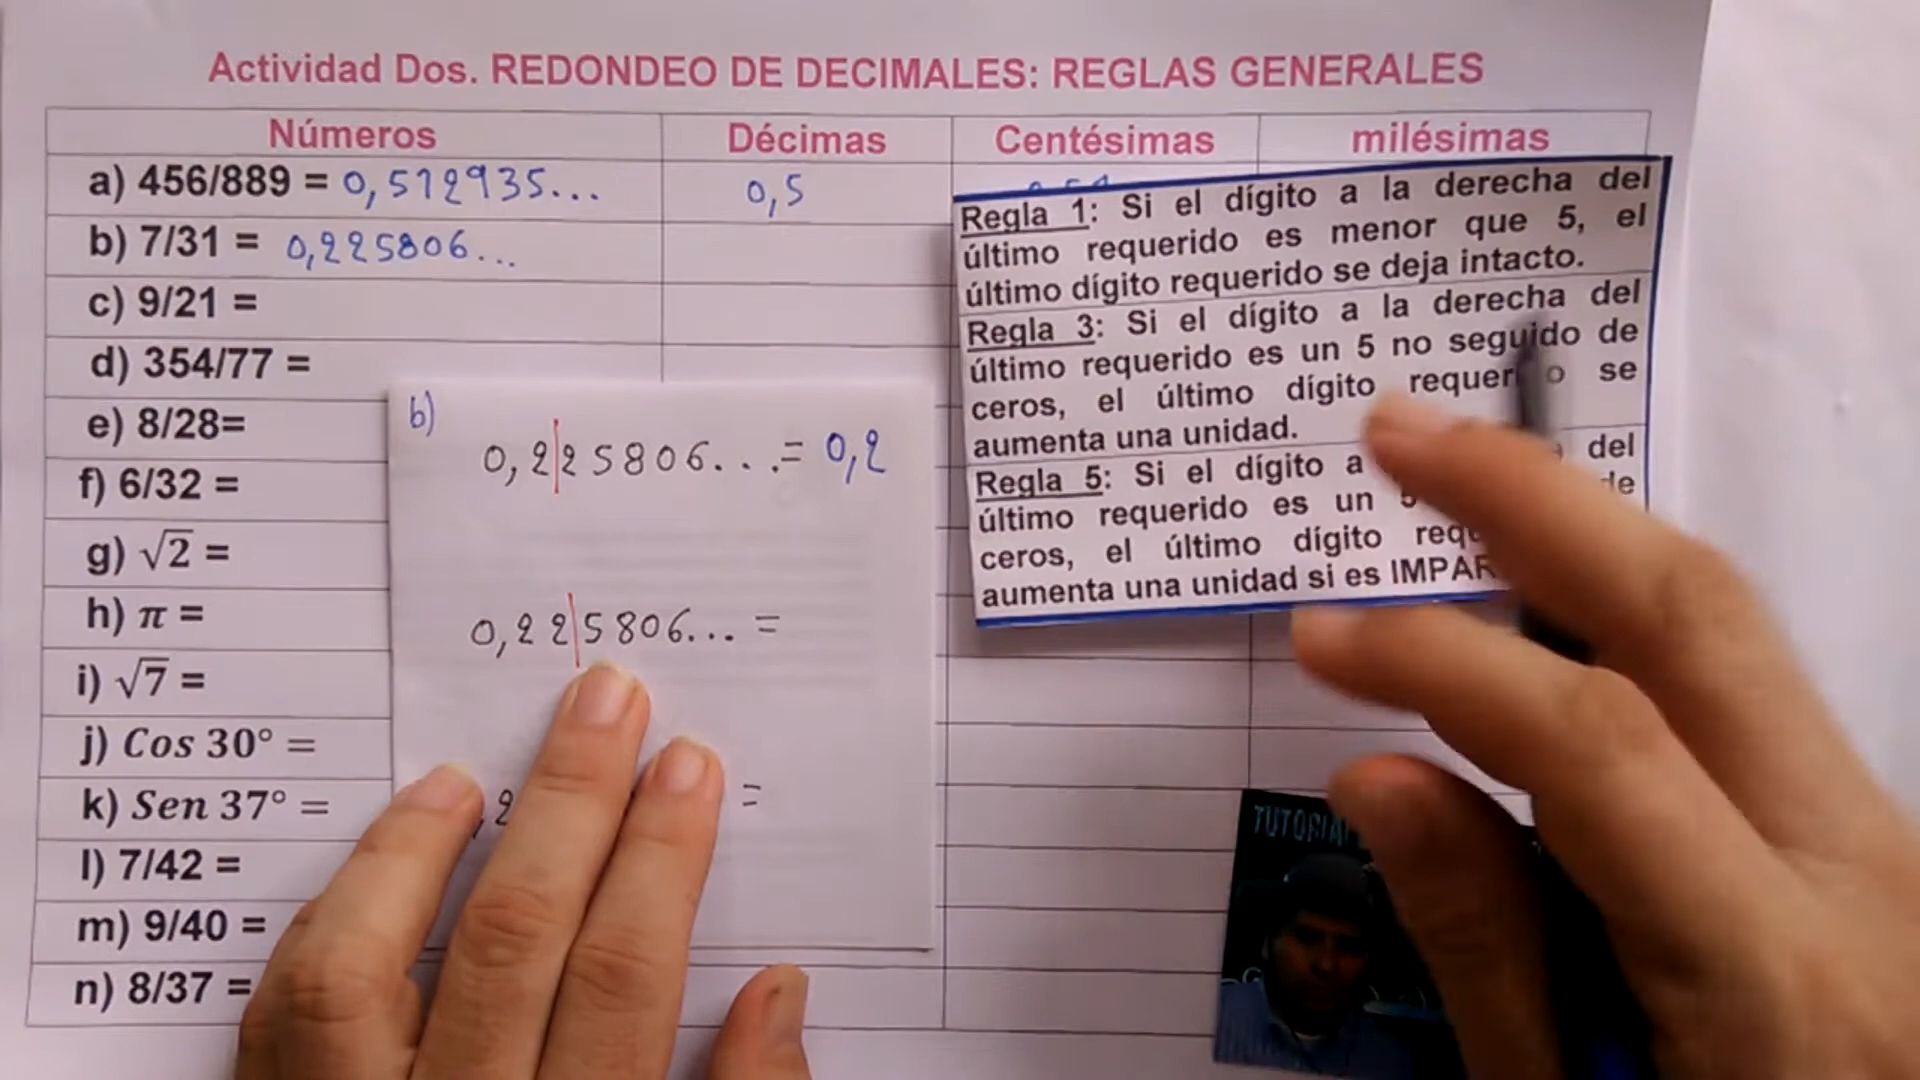 Actividad Dos. REDONDEO DE DECIMALES: REGLAS GENERALES
Números Décimas Centésimas milésimas
a) 456/889 = 0,512935... 0,5
b) 7/31 = 0,225806...
c) 9/21 =
d) 354/77 =
e) 8/28=
f) 6/32 =
g) √2 =
h) π =
i) √7 =
j) Cos 30° =
k) Sen 37° =
l) 7/42 =
m) 9/40 =
n) 8/37 =
b)
0,2|25806...= 0,2
0,22|5806... =
,2 =
Regla 1: Si el dígito a la derecha del
último requerido es menor que 5, el
último dígito requerido se deja intacto.
Regla 3: Si el dígito a la derecha del
último requerido es un 5 no seguido de
ceros, el último dígito se
aumenta una unidad.
Regla 5: Si el dígito a del
último requerido es un 5 de
ceros, el último dígito
aumenta una unidad si es IMPAR